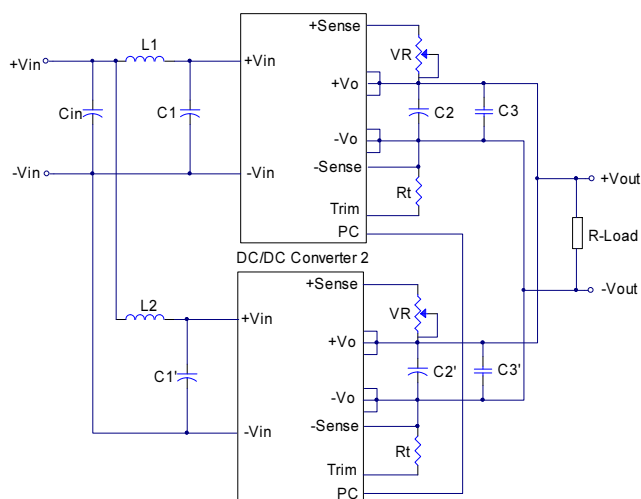 +Sense
L1
VR
+Vin
+Vin
+Vo
Cin
C1
C2
C3
-Vo
-Vin
-Vin
-Sense
+Vout
Rt
Trim
R-Load
PC
DC/DC Converter 2
+Sense
-Vout
L2
VR
+Vin
+Vo
C1'
C2'
C3'
-Vo
-Sense
-Vin
Rt
Trim
PC